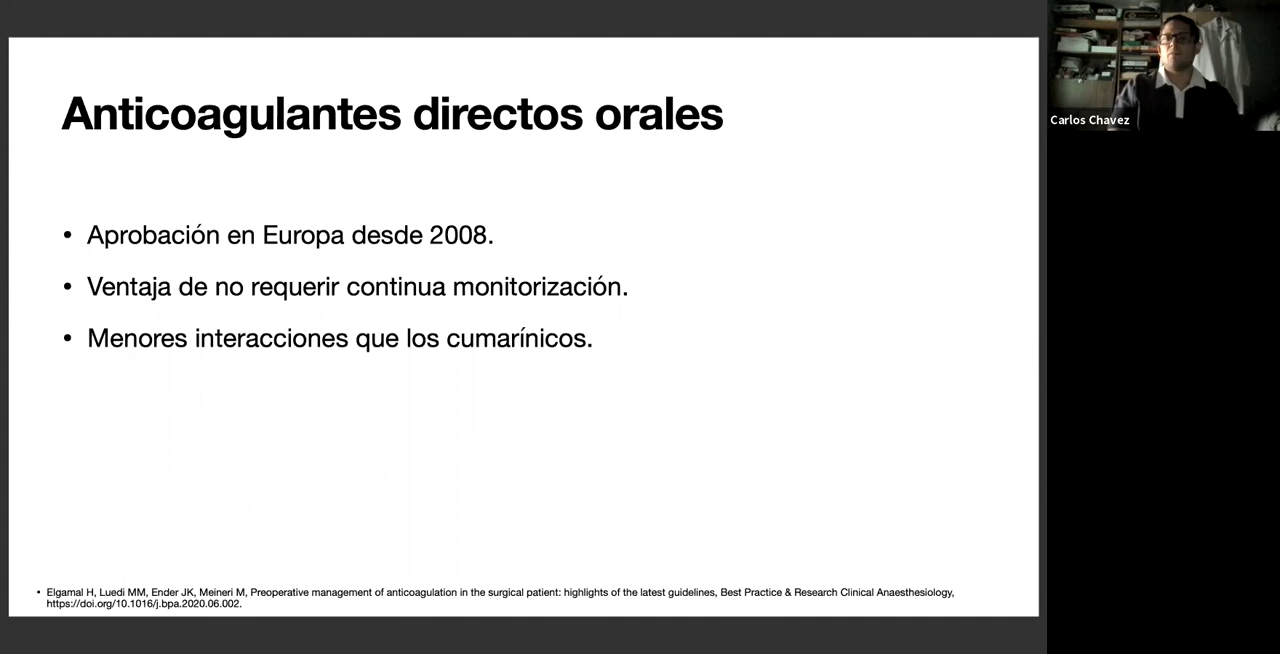 Anticoagulantes directos orales
• Aprobación en Europa desde 2008.
• Ventaja de no requerir continua monitorización.
• Menores interacciones que los cumarínicos.
• Elgamal H, Luedi MM, Ender JK, Meineri M, Preoperative management of anticoagulation in the surgical patient: highlights of the latest guidelines, Best Practice & Research Clinical Anaesthesiology,
https://doi.org/10.1016/j.bpa.2020.06.002.
Carlos Chavez